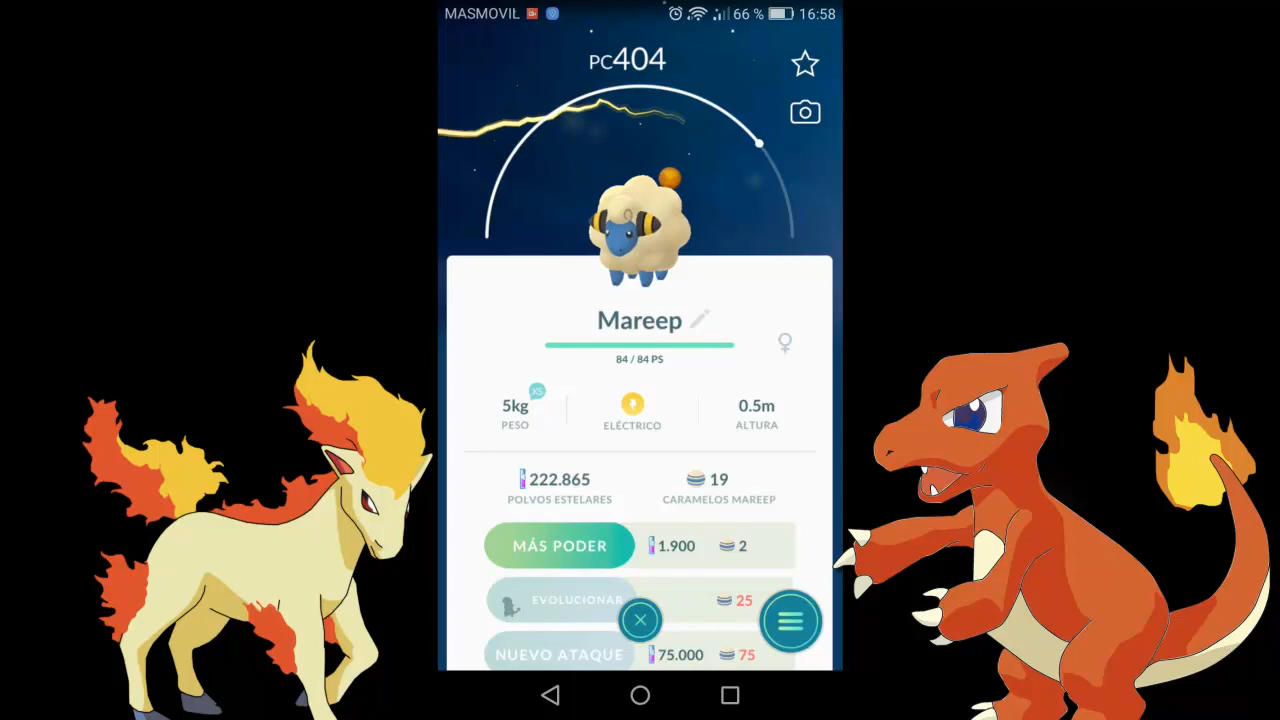 MASMOVIL 66 % 16:58
PC404
Mareep
84 / 84 PS
XS
5kg 0.5m
PESO ELÉCTRICO ALTURA
222.865 19
POLVOS ESTELARES CARAMELOS MAREEP
MÁS PODER 1.900 2
EVOLUCIONAR 25
NUEVO ATAQUE 75.000 75